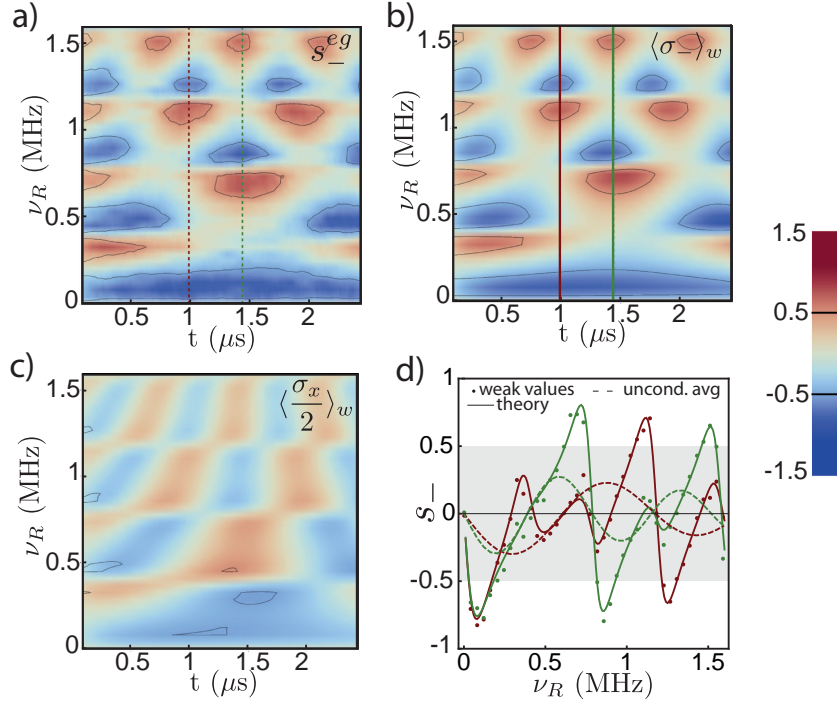 a)
s_-^{eg}
1.5
1
0.5
0
ν_R (MHz)
0.5
1
1.5
2
t (μs)
b)
⟨σ_-⟩_w
1.5
1
0.5
0
ν_R (MHz)
0.5
1
1.5
2
t (μs)
1.5
0.5
-0.5
-1.5
c)
⟨σ_x/2⟩_w
1.5
1
0.5
0
ν_R (MHz)
0.5
1
1.5
2
t (μs)
d)
weak values
uncond. avg
theory
1
0.5
0
-0.5
-1
s_-
0
0.5
1
1.5
ν_R (MHz)